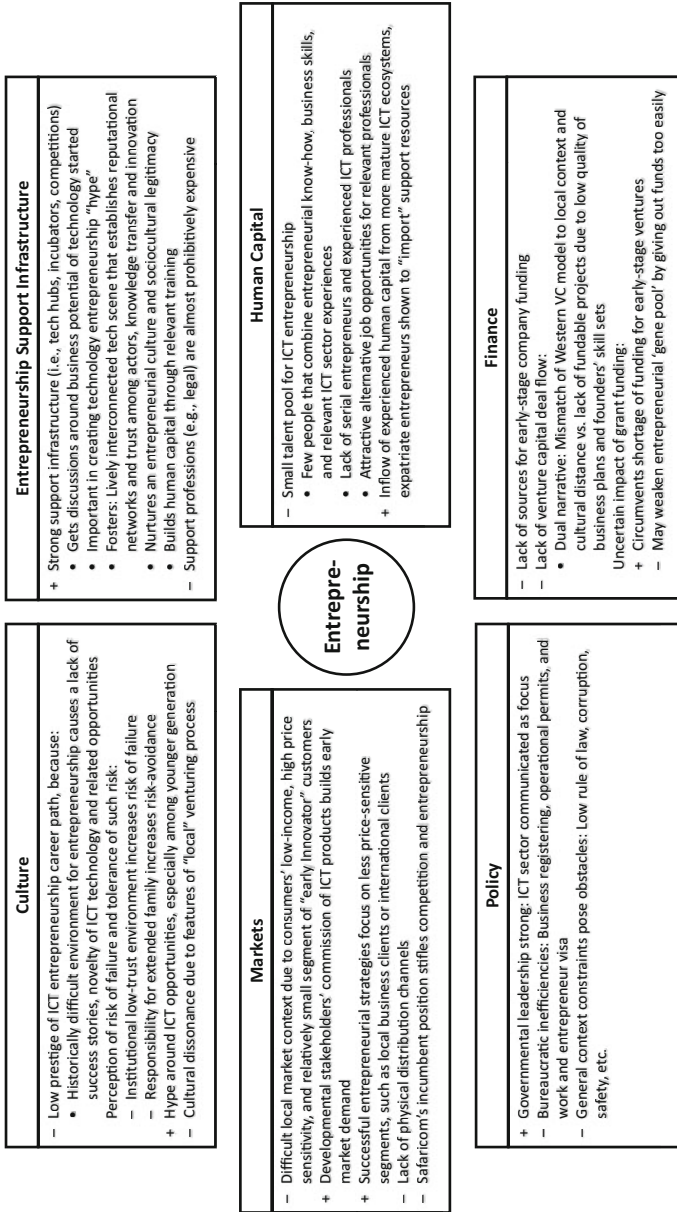 Culture
– Low prestige of ICT entrepreneurship career path, because:
• Historically difficult environment for entrepreneurship causes a lack of
success stories, novelty of ICT technology and related opportunities
Perception of risk of failure and tolerance of such risk:
– Institutional low-trust environment increases risk of failure
– Responsibility for extended family increases risk-avoidance
+ Hype around ICT opportunities, especially among younger generation
– Cultural dissonance due to features of “local” venturing process
Entrepreneurship Support Infrastructure
+ Strong support infrastructure (i.e., tech hubs, incubators, competitions)
• Gets discussions around business potential of technology started
• Important in creating technology entrepreneurship “hype”
• Fosters: Lively interconnected tech scene that establishes reputational
networks and trust among actors, knowledge transfer and innovation
• Nurtures an entrepreneurial culture and sociocultural legitimacy
• Builds human capital through relevant training
– Support professions (e.g., legal) are almost prohibitively expensive
Markets
– Difficult local market context due to consumers’ low-income, high price
sensitivity, and relatively small segment of “early Innovator” customers
+ Developmental stakeholders’ commission of ICT products builds early
market demand
+ Successful entrepreneurial strategies focus on less price-sensitive
segments, such as local business clients or international clients
– Lack of physical distribution channels
– Safaricom’s incumbent position stifles competition and entrepreneurship
Entrepre-
neurship
Human Capital
– Small talent pool for ICT entrepreneurship
• Few people that combine entrepreneurial know-how, business skills,
and relevant ICT sector experiences
• Lack of serial entrepreneurs and experienced ICT professionals
• Attractive alternative job opportunities for relevant professionals
+ Inflow of experienced human capital from more mature ICT ecosystems,
expatriate entrepreneurs shown to “import” support resources
Policy
+ Governmental leadership strong: ICT sector communicated as focus
– Bureaucratic inefficiencies: Business registering, operational permits, and
work and entrepreneur visa
– General context constraints pose obstacles: Low rule of law, corruption,
safety, etc.
Finance
– Lack of sources for early-stage company funding
– Lack of venture capital deal flow:
• Dual narrative: Mismatch of Western VC model to local context and
cultural distance vs. lack of fundable projects due to low quality of
business plans and founders’ skill sets
Uncertain impact of grant funding:
+ Circumvents shortage of funding for early-stage ventures
– May weaken entrepreneurial ‘gene pool’ by giving out funds too easily